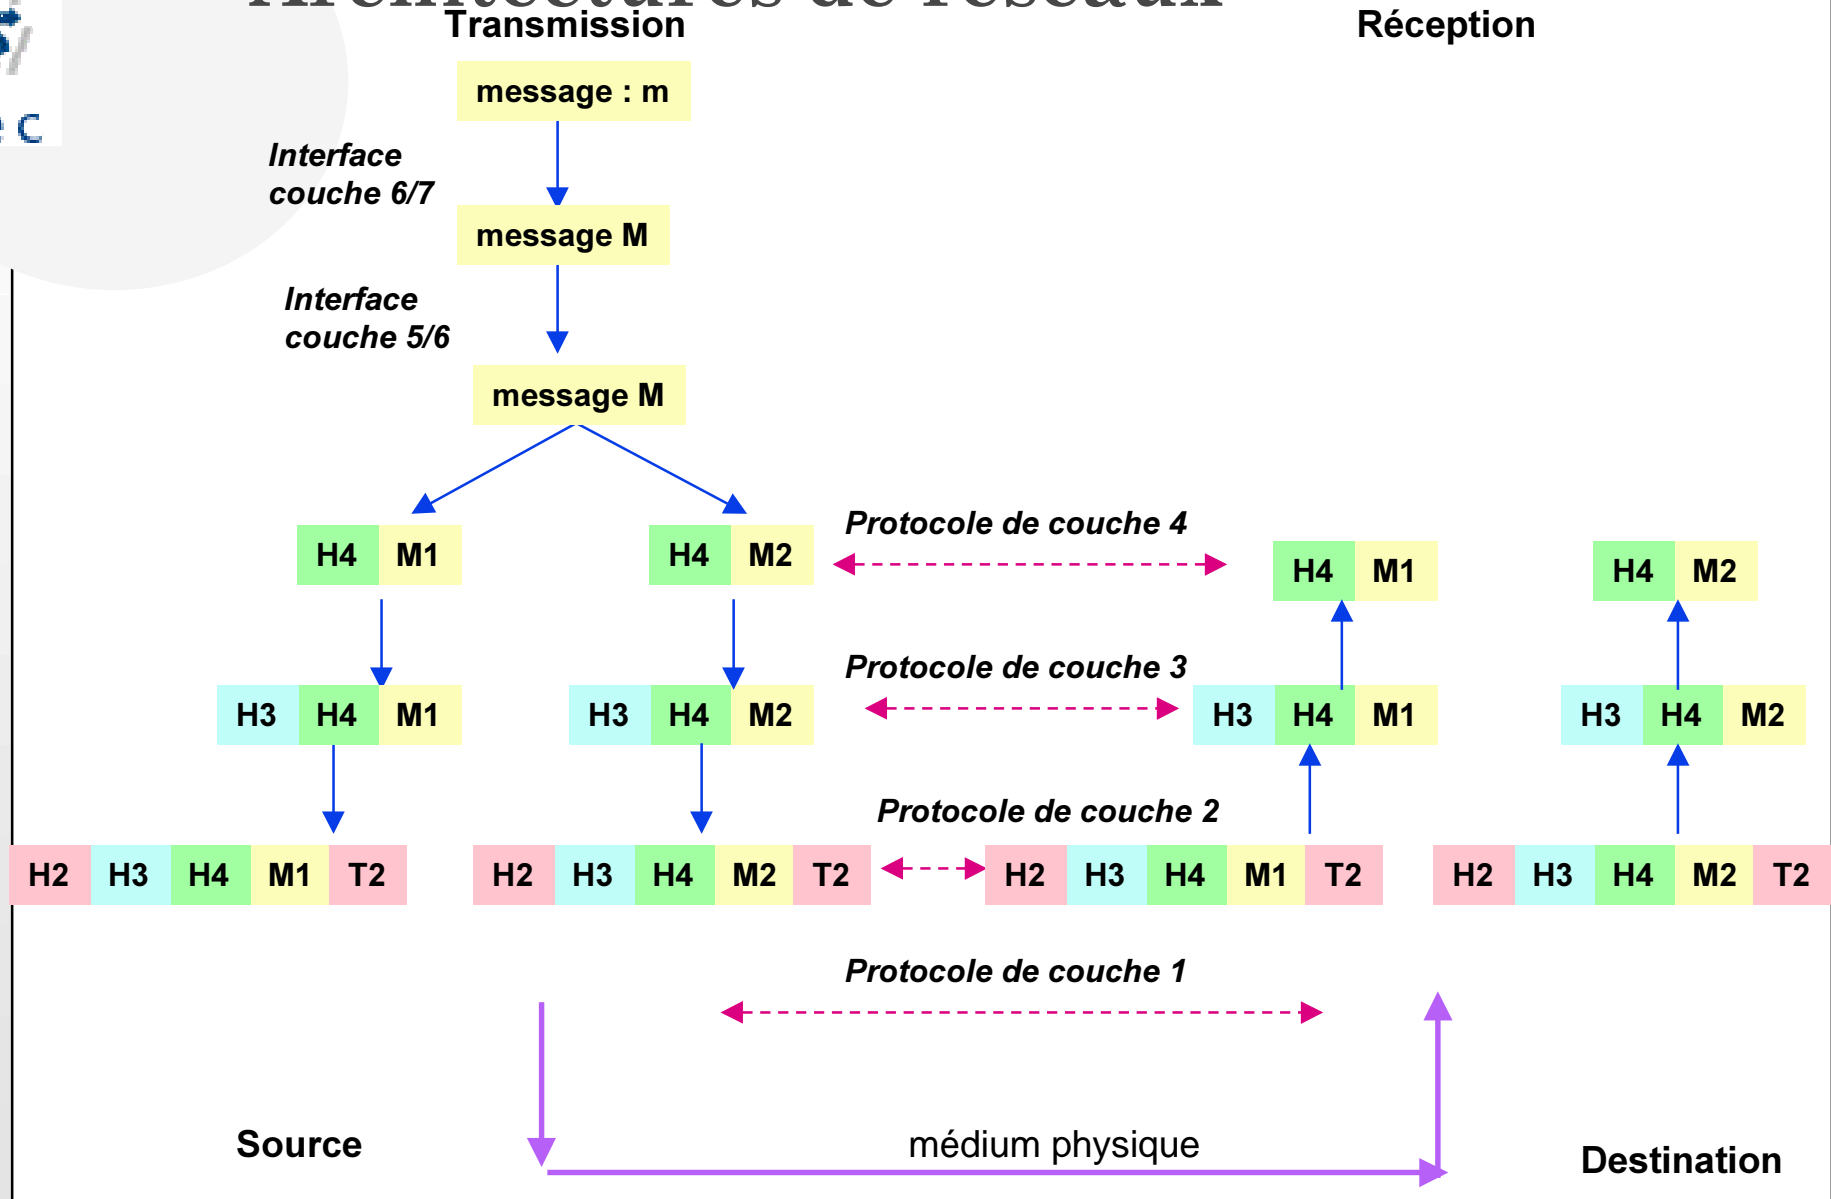 Architectures de réseaux
Transmission
Réception
message : m
Interface
couche 6/7
message M
Interface
couche 5/6
message M
Protocole de couche 4
H4 M1
H4 M2
H4 M1
H4 M2
Protocole de couche 3
H3 H4 M1
H3 H4 M2
H3 H4 M1
H3 H4 M2
Protocole de couche 2
H2 H3 H4 M1 T2
H2 H3 H4 M2 T2
H2 H3 H4 M1 T2
H2 H3 H4 M2 T2
Protocole de couche 1
Source
médium physique
Destination